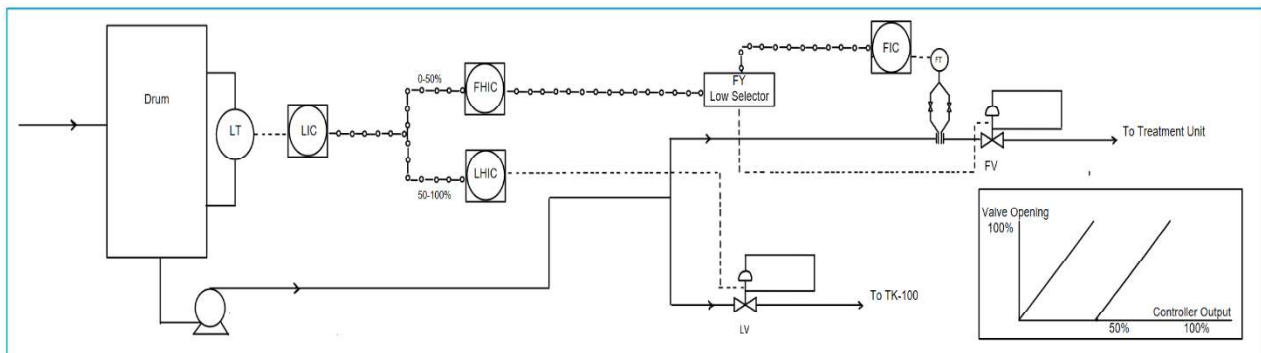 Drum
LT
LIC
0-50%
FHIC
50-100%
LHIC
FY
Low Selector
FIC
FT
To Treatment Unit
FV
To TK-100
LV
Valve Opening
100%
Controller Output
50%
100%